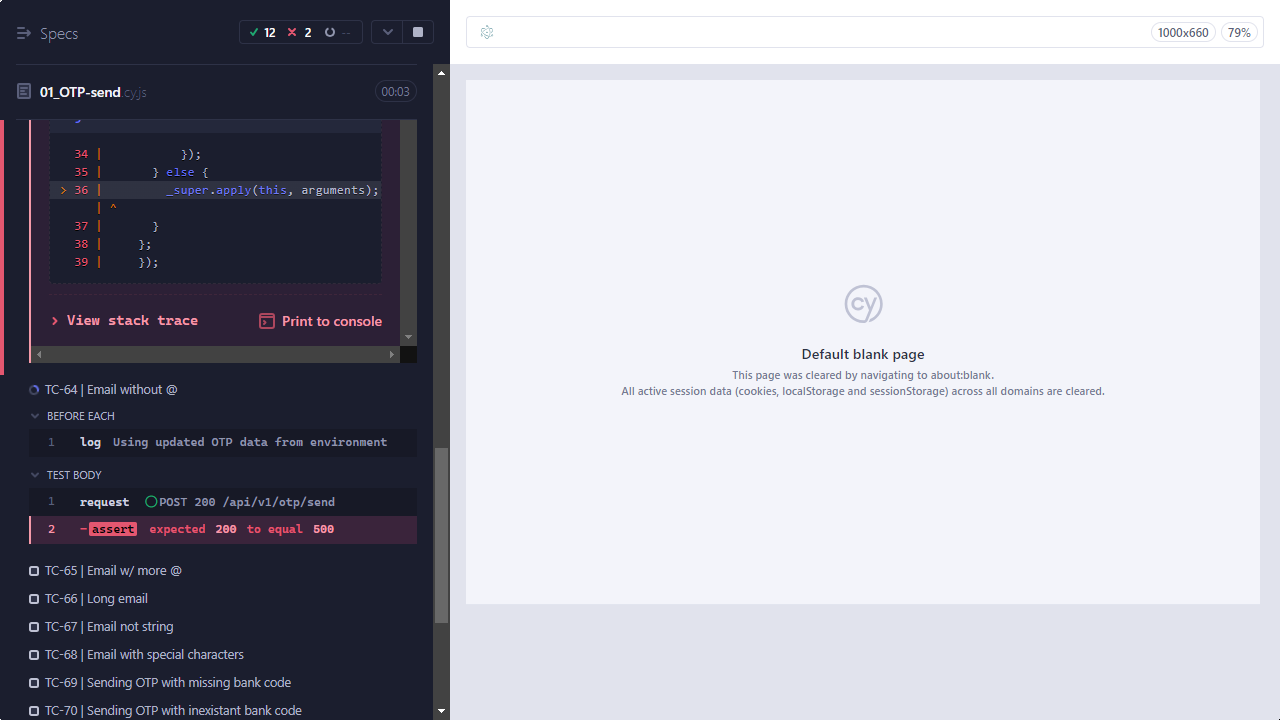 Specs
12
2
--
1000x660
79%
01_OTP-send.cy.js
00:03
34 | });
35 | } else {
> 36 | _super.apply(this, arguments);
| ^
37 | }
38 | };
39 | });
View stack trace
Print to console
TC-64 | Email without @
BEFORE EACH
1 log Using updated OTP data from environment
TEST BODY
1 request POST 200 /api/v1/otp/send
2 -assert expected 200 to equal 500
TC-65 | Email w/ more @
TC-66 | Long email
TC-67 | Email not string
TC-68 | Email with special characters
TC-69 | Sending OTP with missing bank code
TC-70 | Sending OTP with inexistant bank code
cy
Default blank page
This page was cleared by navigating to about:blank.
All active session data (cookies, localStorage and sessionStorage) across all domains are cleared.